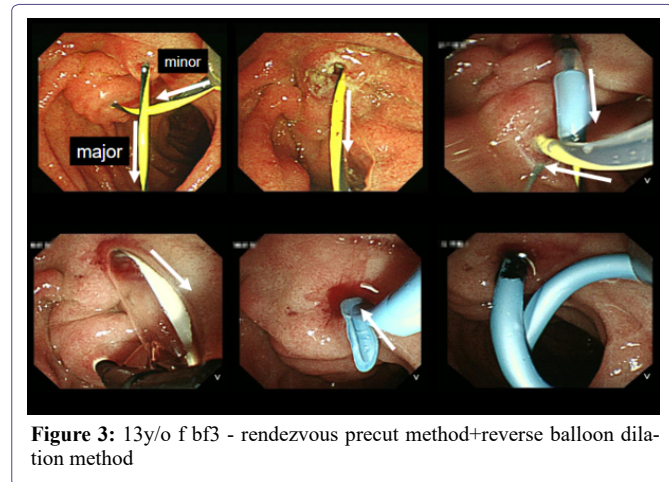 minor
major
V
V
V
V
Figure 3: 13y/o f bf3 - rendezvous precut method+reverse balloon dila-
tion method